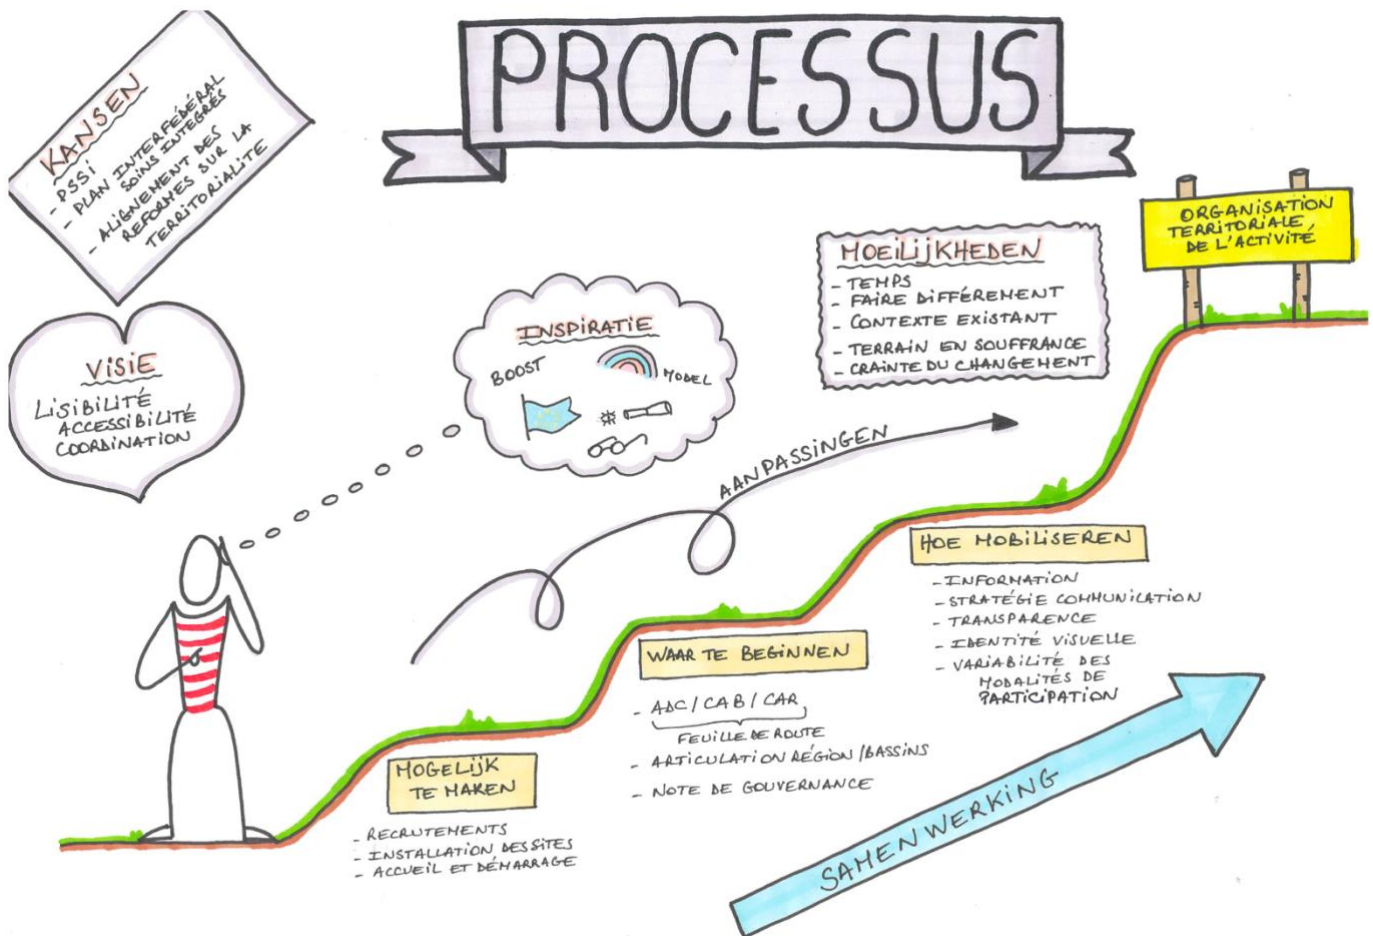 PROCESSUS
KANSEN
- PSSi
- PLAN INTERFÉDÉRAL
SOINS INTÉGRÉS
- ALIGNEMENT DES
REFORMES SUR LA
TERRITORIALITE
VISIE
LISIBILITÉ
ACCESSIBILITÉ
COORDINATION
INSPIRATIE
BOOST
MODEL
MOEILIJKHEDEN
- TEMPS
- FAIRE DIFFÉREMENT
- CONTEXTE EXISTANT
- TERRAIN EN SOUFFRANCE
- CRAINTE DU CHANGEMENT
ORGANISATION
TERRITORIALE
DE L'ACTIVITÉ
AANPASSINGEN
MOGELIJK
TE MAKEN
- RECRUTEMENTS
- INSTALLATION DES SITES
- ACCUEIL ET DÉMARRAGE
WAAR TE BEGINNEN
- ADC / CAB / CAR
FEUILLE DE ROUTE
- ARTICULATION RÉGION / BASSINS
- NOTE DE GOUVERNANCE
HOE MOBILISEREN
- INFORMATION
- STRATÉGIE COMMUNICATION
- TRANSPARENCE
- IDENTITÉ VISUELLE
- VARIABILITÉ DES
MODALITÉS DE
PARTICIPATION
SAMENWERKING